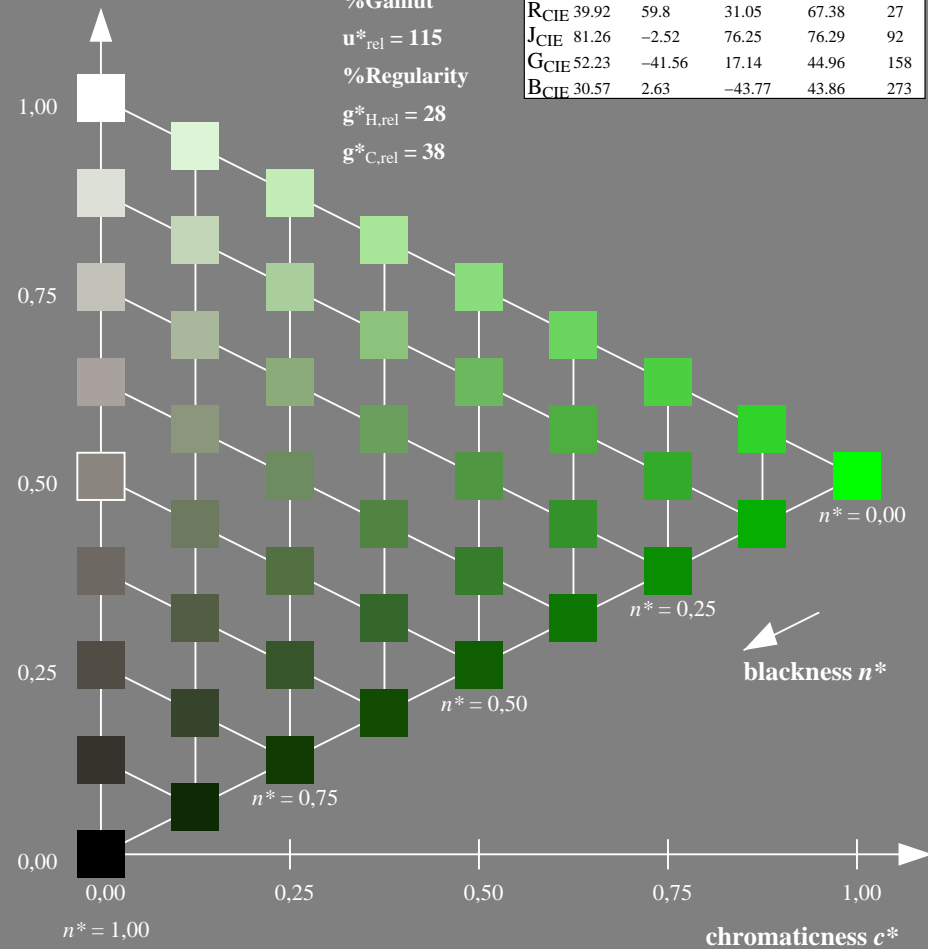 %Gamut
u*rel = 115
%Regularity
g*H,rel = 28
g*C,rel = 38
RCIE 39.92 59.8 31.05 67.38 27
JCIE 81.26 −2.52 76.25 76.29 92
GCIE 52.23 −41.56 17.14 44.96 158
BCIE 30.57 2.63 −43.77 43.86 273
1,00
0,75
0,50
n* = 0,00
n* = 0,25
blackness n*
0,25
n* = 0,50
n* = 0,75
0,00
0,00 0,25 0,50 0,75 1,00
n* = 1,00
chromaticness c*